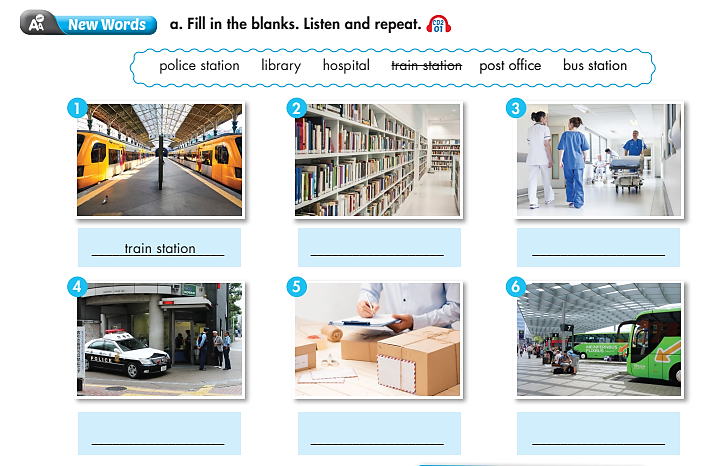 New Words
a. Fill in the blanks. Listen and repeat.
CD2
01
police station library hospital train station post office bus station
1
2
3
train station
4
5
6
POLICE
7